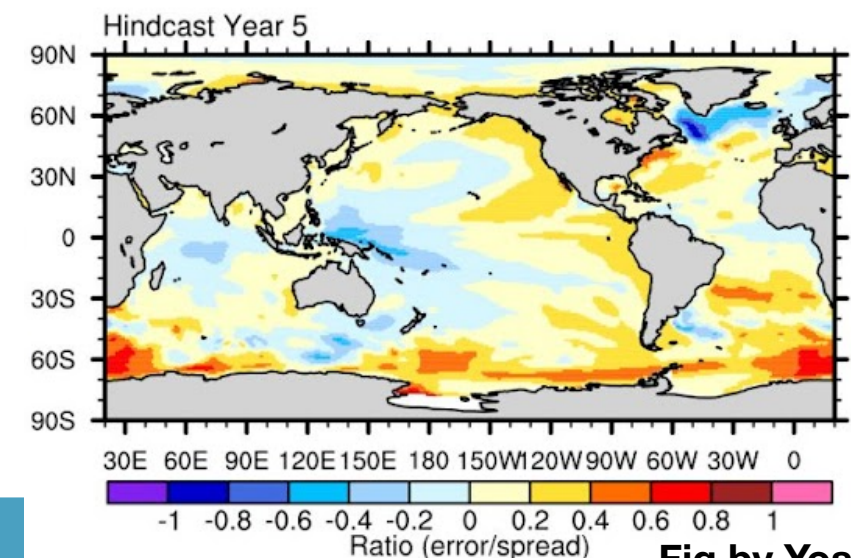 Hindcast Year 5
90N
60N
30N
0
30S
60S
90S
30E 60E 90E 120E 150E 180 150W 120W 90W 60W 30W 0
-1 -0.8 -0.6 -0.4 -0.2 0 0.2 0.4 0.6 0.8 1
Ratio (error/spread)
Fig by Yos